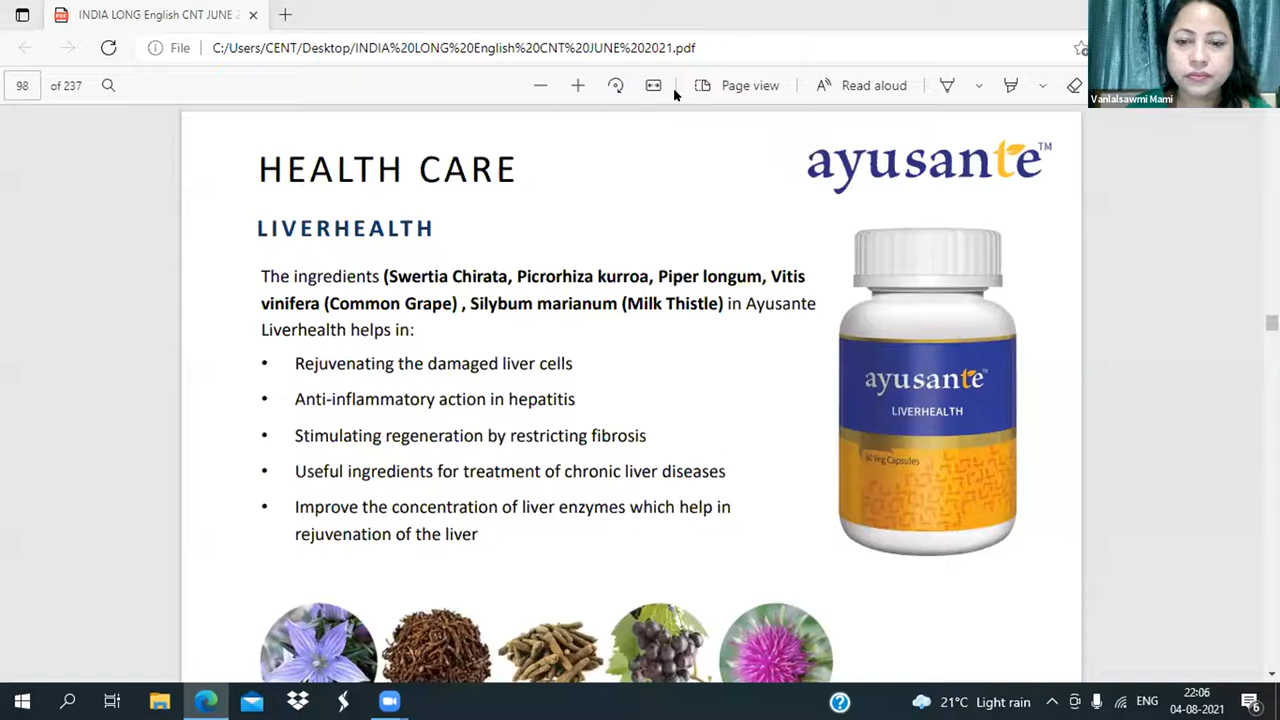 INDIA LONG English CNT JUNE 2
File
C:/Users/CENT/Desktop/INDIA%20LONG%20English%20CNT%20JUNE%202021.pdf
98 of 237
Page view
Read aloud
Vanlalsawmi Mami
HEALTH CARE
ayusante™
LIVERHEALTH
The ingredients (Swertia Chirata, Picrorhiza kurroa, Piper longum, Vitis
vinifera (Common Grape) , Silybum marianum (Milk Thistle) in Ayusante
Liverhealth helps in:
• Rejuvenating the damaged liver cells
• Anti-inflammatory action in hepatitis
• Stimulating regeneration by restricting fibrosis
• Useful ingredients for treatment of chronic liver diseases
• Improve the concentration of liver enzymes which help in
rejuvenation of the liver
ayusante™
LIVERHEALTH
60 Veg Capsules
21°C Light rain
ENG
22:06
04-08-2021
6